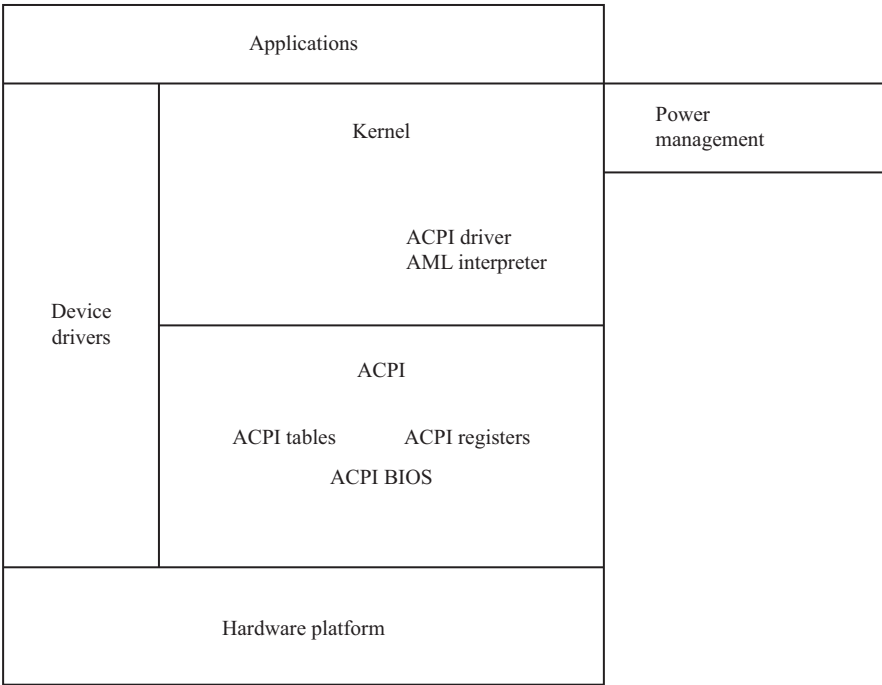 Applications
Kernel
Power
management
ACPI driver
AML interpreter
Device
drivers
ACPI
ACPI tables
ACPI registers
ACPI BIOS
Hardware platform